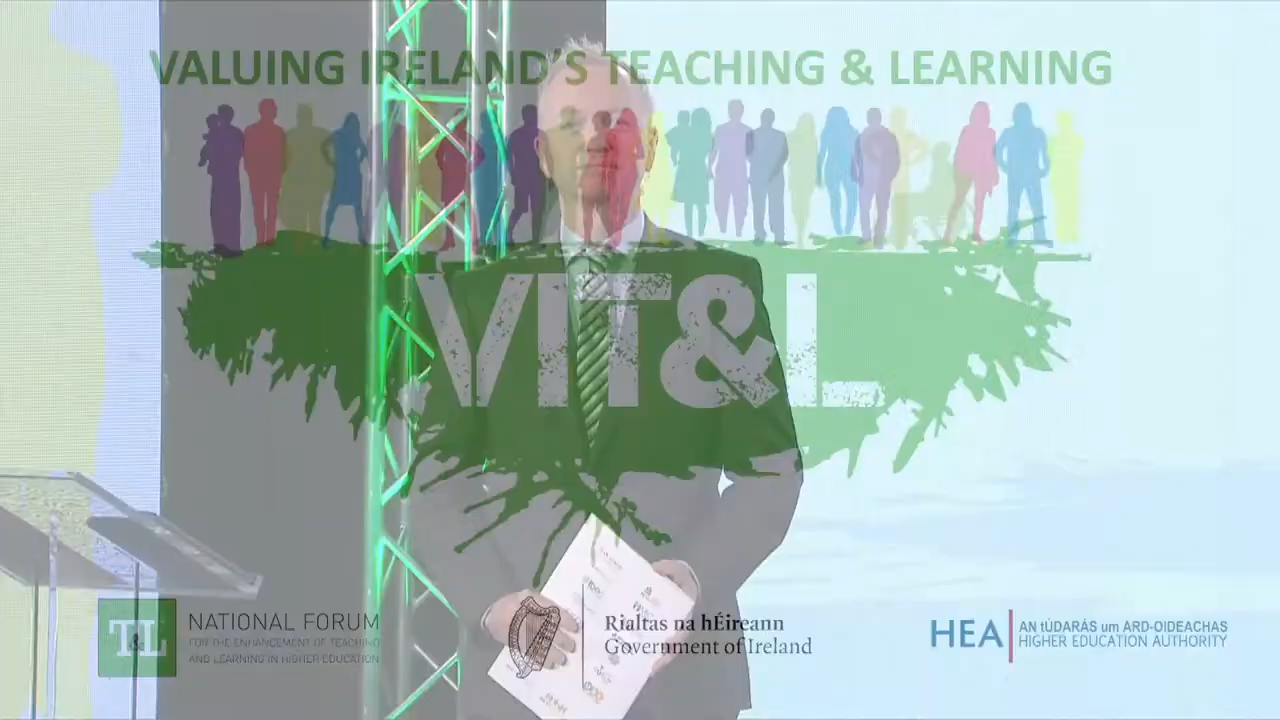 VALUING IRELAND'S TEACHING & LEARNING
VIT&L
T&L
NATIONAL FORUM
FOR THE ENHANCEMENT OF TEACHING
AND LEARNING IN HIGHER EDUCATION
Rialtas na hÉireann
Government of Ireland
HEA
AN tÚDARÁS um ARD-OIDEACHAS
HIGHER EDUCATION AUTHORITY